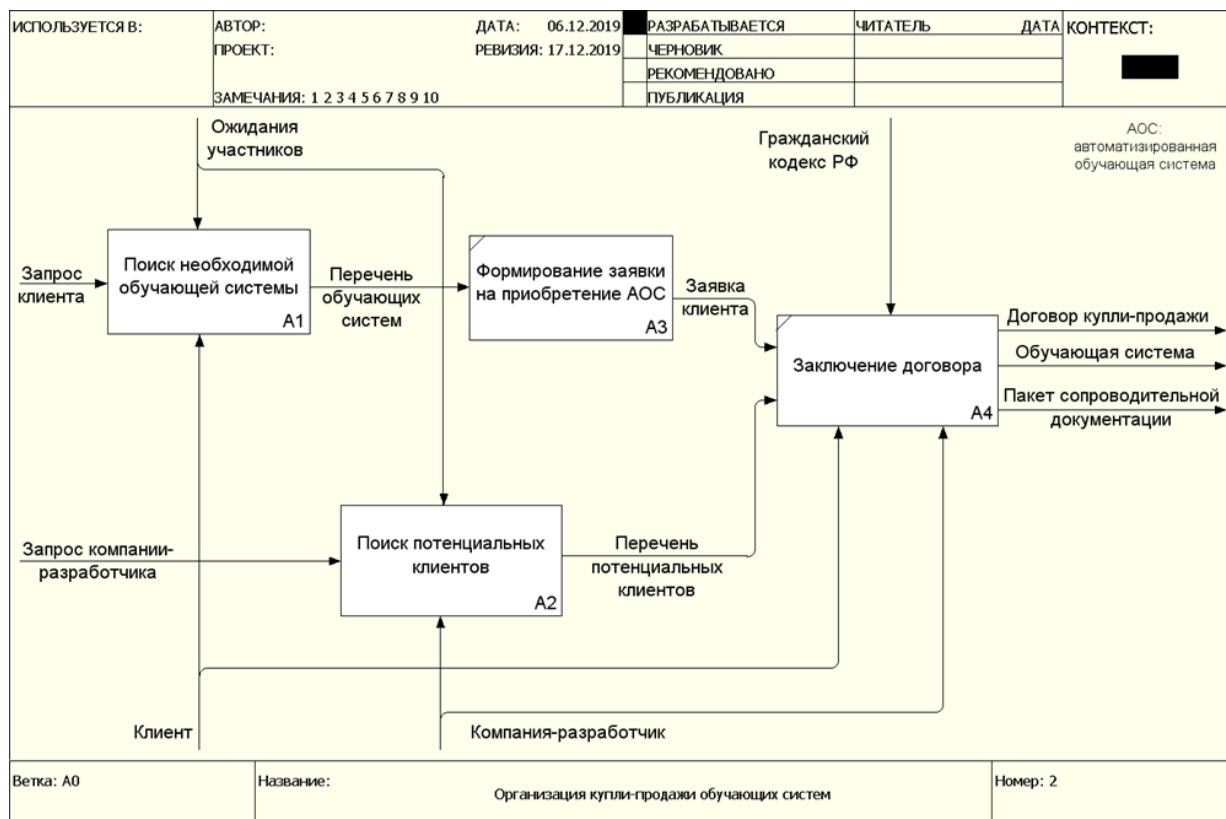 ИСПОЛЬЗУЕТСЯ В:
АВТОР:
ДАТА: 06.12.2019
ПРОЕКТ:
РЕВИЗИЯ: 17.12.2019
ЗАМЕЧАНИЯ: 1 2 3 4 5 6 7 8 9 10
РАЗРАБАТЫВАЕТСЯ
ЧЕРНОВИК
РЕКОМЕНДОВАНО
ПУБЛИКАЦИЯ
ЧИТАТЕЛЬ
ДАТА
КОНТЕКСТ:
Ожидания
участников
Гражданский
кодекс РФ
АОС:
автоматизированная
обучающая система
Запрос
клиента
Поиск необходимой
обучающей системы
A1
Перечень
обучающих
систем
Формирование заявки
на приобретение АОС
A3
Заявка
клиента
Заключение договора
A4
Договор купли-продажи
Обучающая система
Пакет сопроводительной
документации
Запрос компании-
разработчика
Поиск потенциальных
клиентов
A2
Перечень
потенциальных
клиентов
Клиент
Компания-разработчик
Ветка: A0
Название:
Организация купли-продажи обучающих систем
Номер: 2